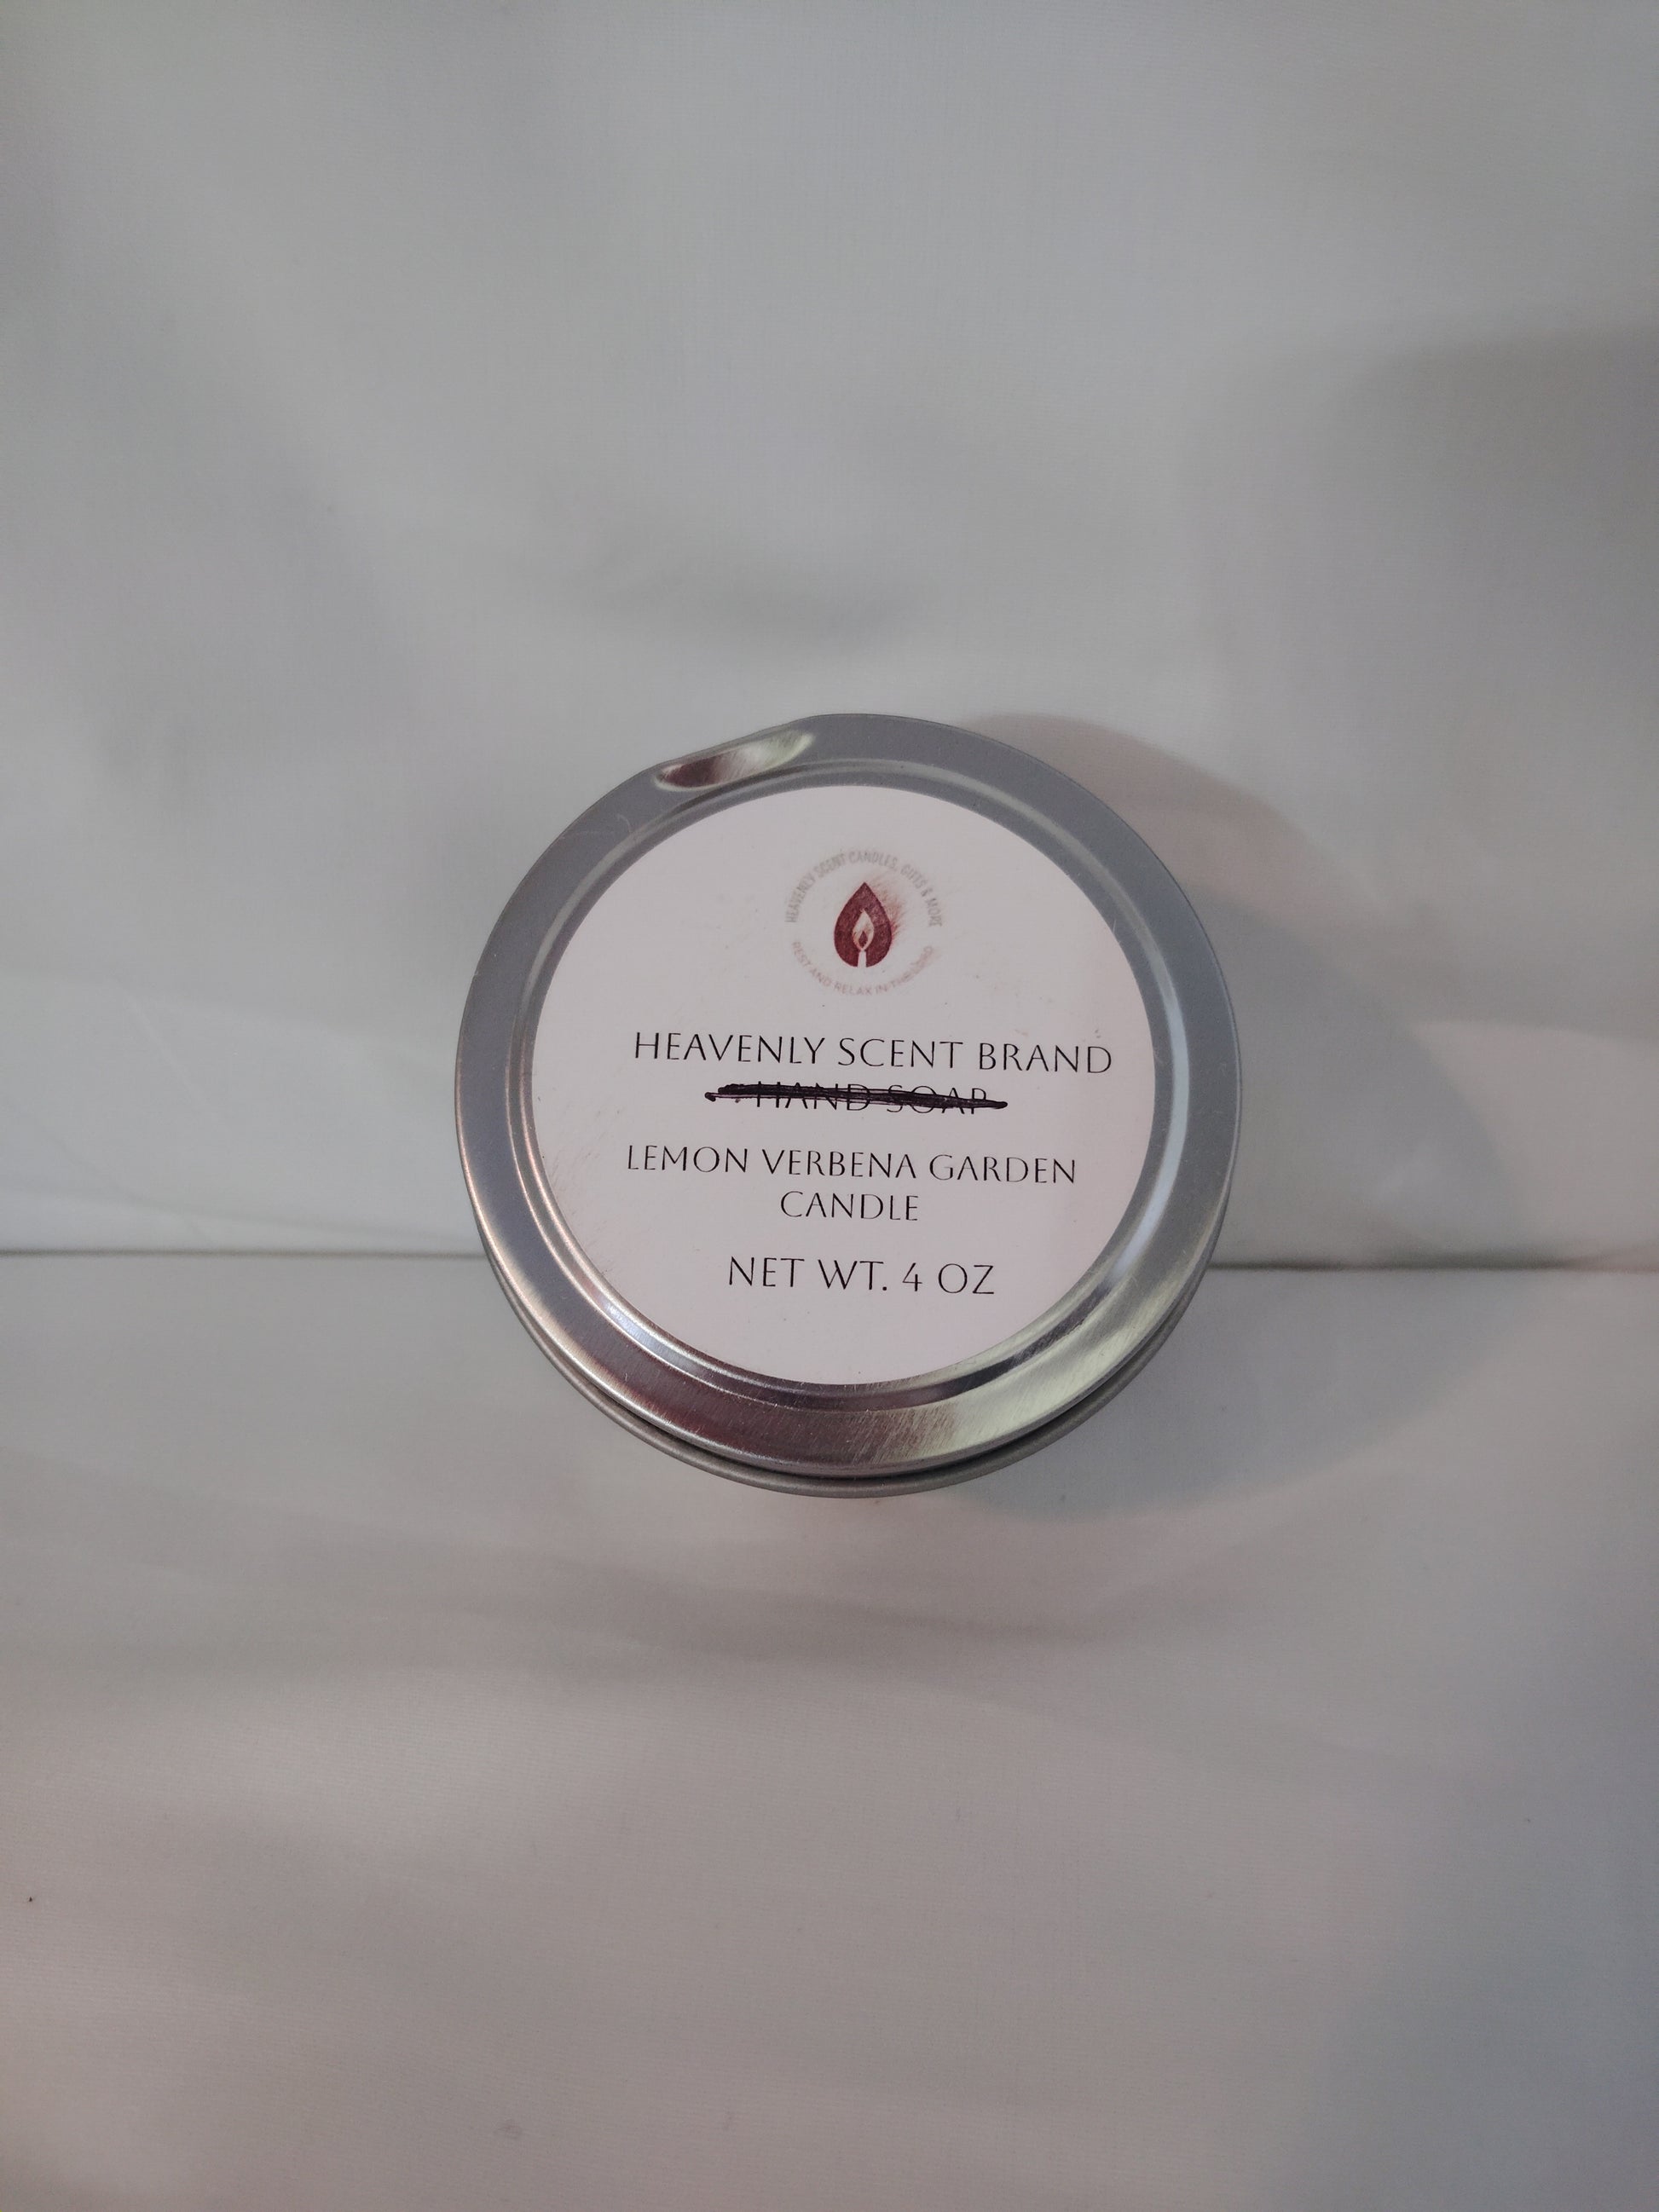 HEAVENLY SCENT CANDLES, GIFTS & MORE
REST AND RELAX IN THE LORD
HEAVENLY SCENT BRAND
HAND SOAP
LEMON VERBENA GARDEN
CANDLE
NET WT. 4 OZ